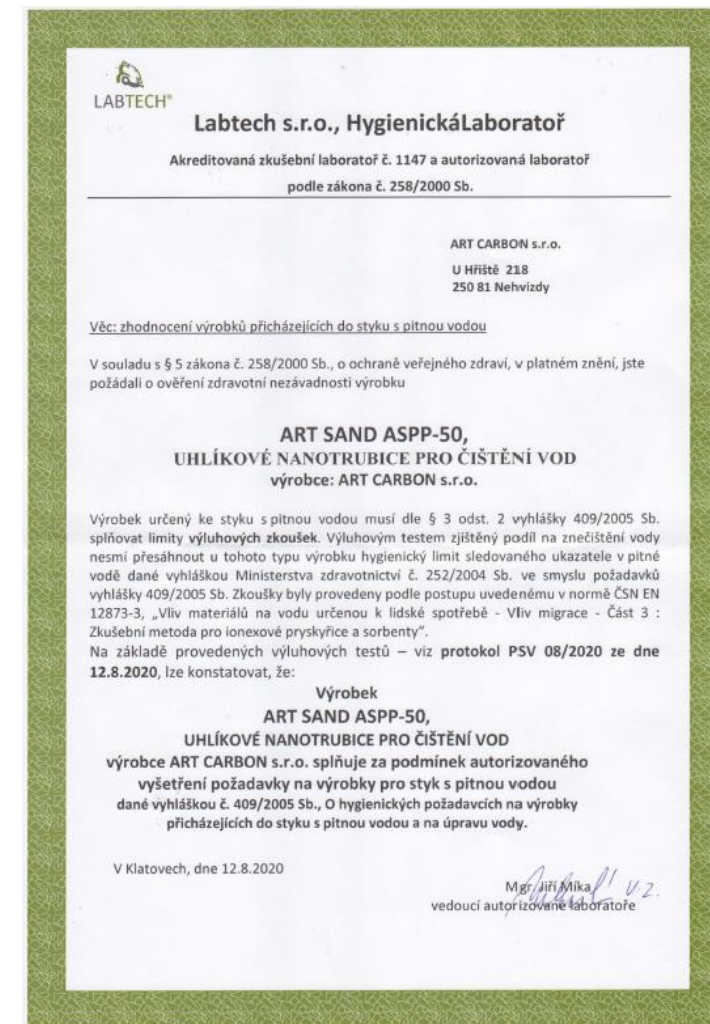 LABTECH®
Labtech s.r.o., HygienickáLaboratoř
Akreditovaná zkušební laboratoř č. 1147 a autorizovaná laboratoř
podle zákona č. 258/2000 Sb.
ART CARBON s.r.o.
U Hřiště 218
250 81 Nehvizdy
Věc: zhodnocení výrobků přicházejících do styku s pitnou vodou
V souladu s § 5 zákona č. 258/2000 Sb., o ochraně veřejného zdraví, v platném znění, jste
požádali o ověření zdravotní nezávadnosti výrobku
ART SAND ASPP-50,
UHLÍKOVÉ NANOTRUBICE PRO ČIŠTĚNÍ VOD
výrobce: ART CARBON s.r.o.
Výrobek určený ke styku s pitnou vodou musí dle § 3 odst. 2 vyhlášky 409/2005 Sb.
splňovat limity výluhových zkoušek. Výluhovým testem zjištěný podíl na znečištění vody
nesmí přesáhnout u tohoto typu výrobku hygienický limit sledovaného ukazatele v pitné
vodě dané vyhláškou Ministerstva zdravotnictví č. 252/2004 Sb. ve smyslu požadavků
vyhlášky 409/2005 Sb. Zkoušky byly provedeny podle postupu uvedenému v normě ČSN EN
12873-3, „Vliv materiálů na vodu určenou k lidské spotřebě - Vliv migrace - Část 3 :
Zkušební metoda pro ionexové pryskyřice a sorbenty“.
Na základě provedených výluhových testů – viz protokol PSV 08/2020 ze dne
12.8.2020, lze konstatovat, že:
Výrobek
ART SAND ASPP-50,
UHLÍKOVÉ NANOTRUBICE PRO ČIŠTĚNÍ VOD
výrobce ART CARBON s.r.o. splňuje za podmínek autorizovaného
vyšetření požadavky na výrobky pro styk s pitnou vodou
dané vyhláškou č. 409/2005 Sb., O hygienických požadavcích na výrobky
přicházejících do styku s pitnou vodou a na úpravu vody.
V Klatovech, dne 12.8.2020
Mgr. Jiří Míka v.z.
vedoucí autorizované laboratoře